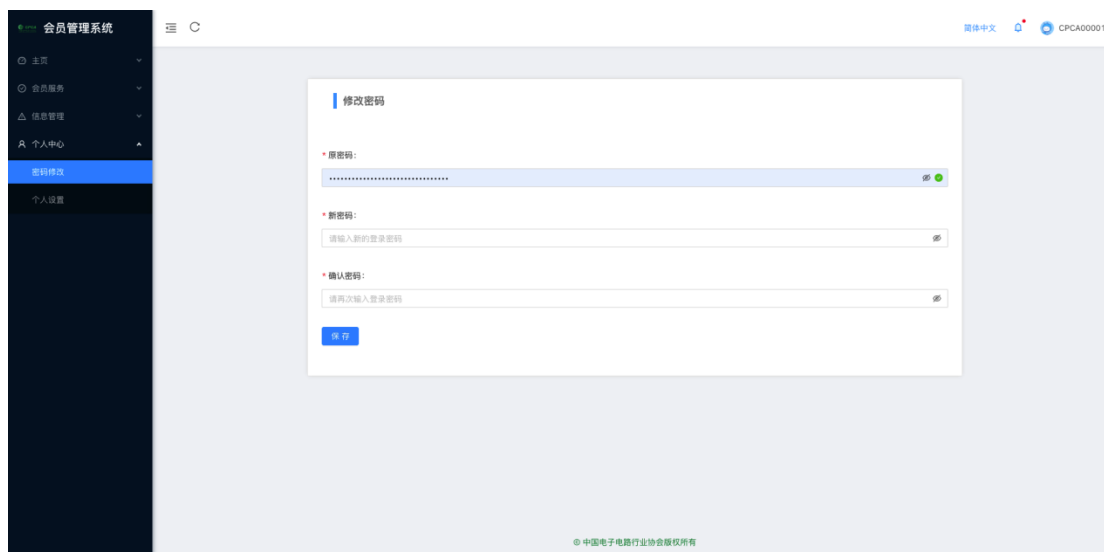 会员管理系统
简体中文
CPCA00001
主页
会员服务
信息管理
个人中心
密码修改
个人设置
修改密码
* 原密码：
................................
* 新密码：
请输入新的登录密码
* 确认密码：
请再次输入登录密码
保 存
© 中国电子电路行业协会版权所有